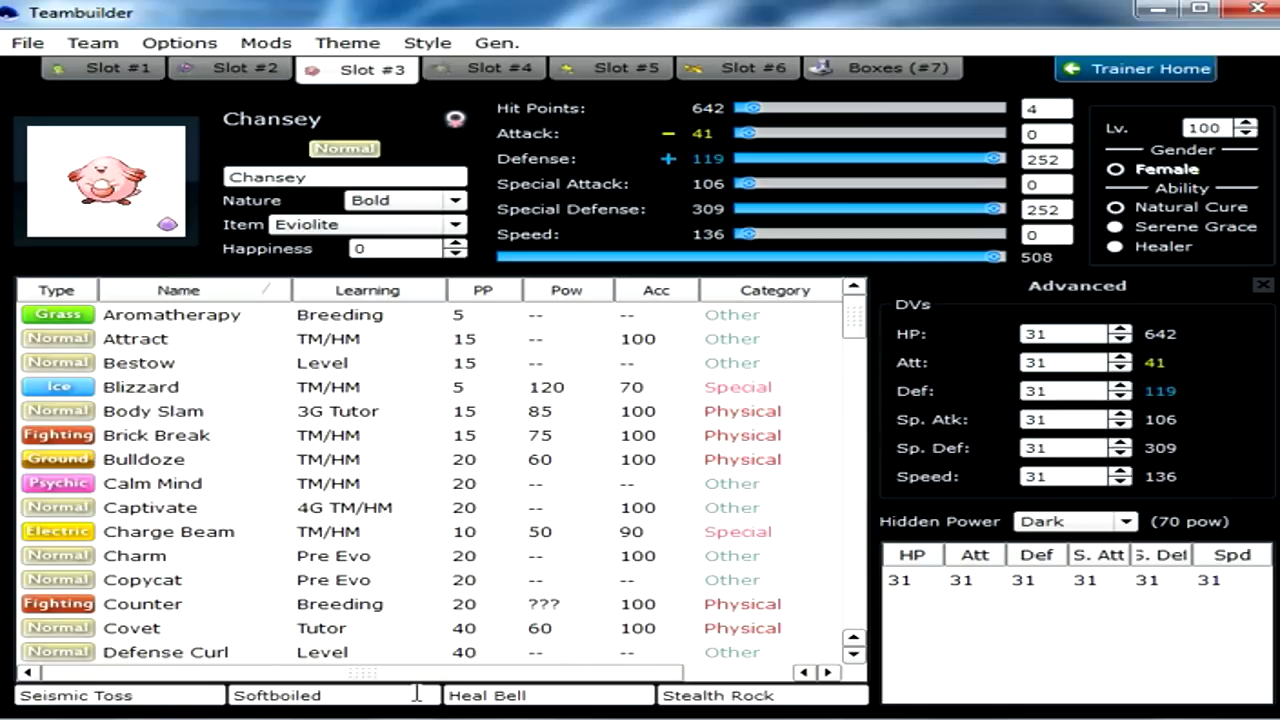 Teambuilder
File Team Options Mods Theme Style Gen.
Slot #1 Slot #2 Slot #3 Slot #4 Slot #5 Slot #6 Boxes (#7) Trainer Home
Chansey
Normal
Chansey
Nature Bold
Item Eviolite
Happiness 0
Hit Points: 642 4
Attack: − 41 0
Defense: + 119 252
Special Attack: 106 0
Special Defense: 309 252
Speed: 136 0
508
Lv. 100
Gender
Female
Ability
Natural Cure
Serene Grace
Healer
Type Name Learning PP Pow Acc Category
Grass Aromatherapy Breeding 5 -- -- Other
Normal Attract TM/HM 15 -- 100 Other
Normal Bestow Level 15 -- -- Other
Ice Blizzard TM/HM 5 120 70 Special
Normal Body Slam 3G Tutor 15 85 100 Physical
Fighting Brick Break TM/HM 15 75 100 Physical
Ground Bulldoze TM/HM 20 60 100 Physical
Psychic Calm Mind TM/HM 20 -- -- Other
Normal Captivate 4G TM/HM 20 -- 100 Other
Electric Charge Beam TM/HM 10 50 90 Special
Normal Charm Pre Evo 20 -- 100 Other
Normal Copycat Pre Evo 20 -- -- Other
Fighting Counter Breeding 20 ??? 100 Physical
Normal Covet Tutor 40 60 100 Physical
Normal Defense Curl Level 40 -- -- Other
Seismic Toss Softboiled Heal Bell Stealth Rock
Advanced
DVs
HP: 31 642
Att: 31 41
Def: 31 119
Sp. Atk: 31 106
Sp. Def: 31 309
Speed: 31 136
Hidden Power Dark (70 pow)
HP Att Def S. Att S. Def Spd
31 31 31 31 31 31